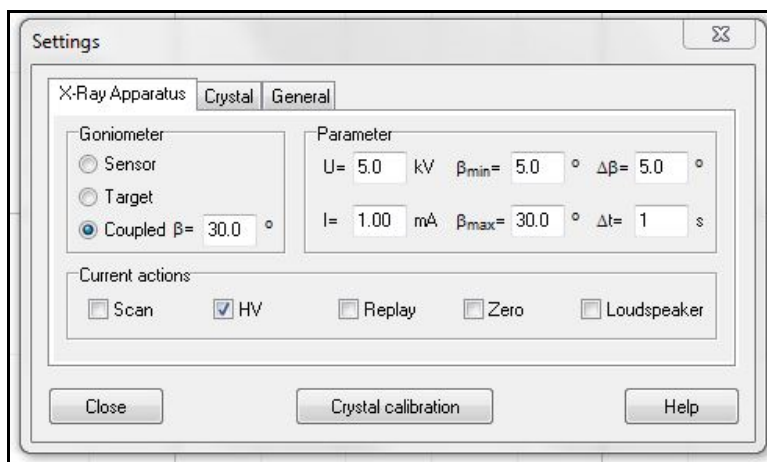 Settings
X-Ray Apparatus Crystal General
Goniometer
Sensor
Target
Coupled β= 30.0 °
Parameter
U= 5.0 kV βmin= 5.0 ° Δβ= 5.0 °
I= 1.00 mA βmax= 30.0 ° Δt= 1 s
Current actions
Scan HV Replay Zero Loudspeaker
Close Crystal calibration Help